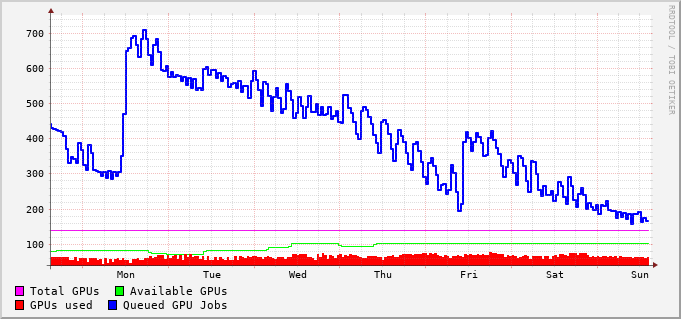 RRDTOOL / TOBI OETIKER
700
600
500
400
300
200
100
Mon Tue Wed Thu Fri Sat Sun
Total GPUs Available GPUs
GPUs used Queued GPU Jobs